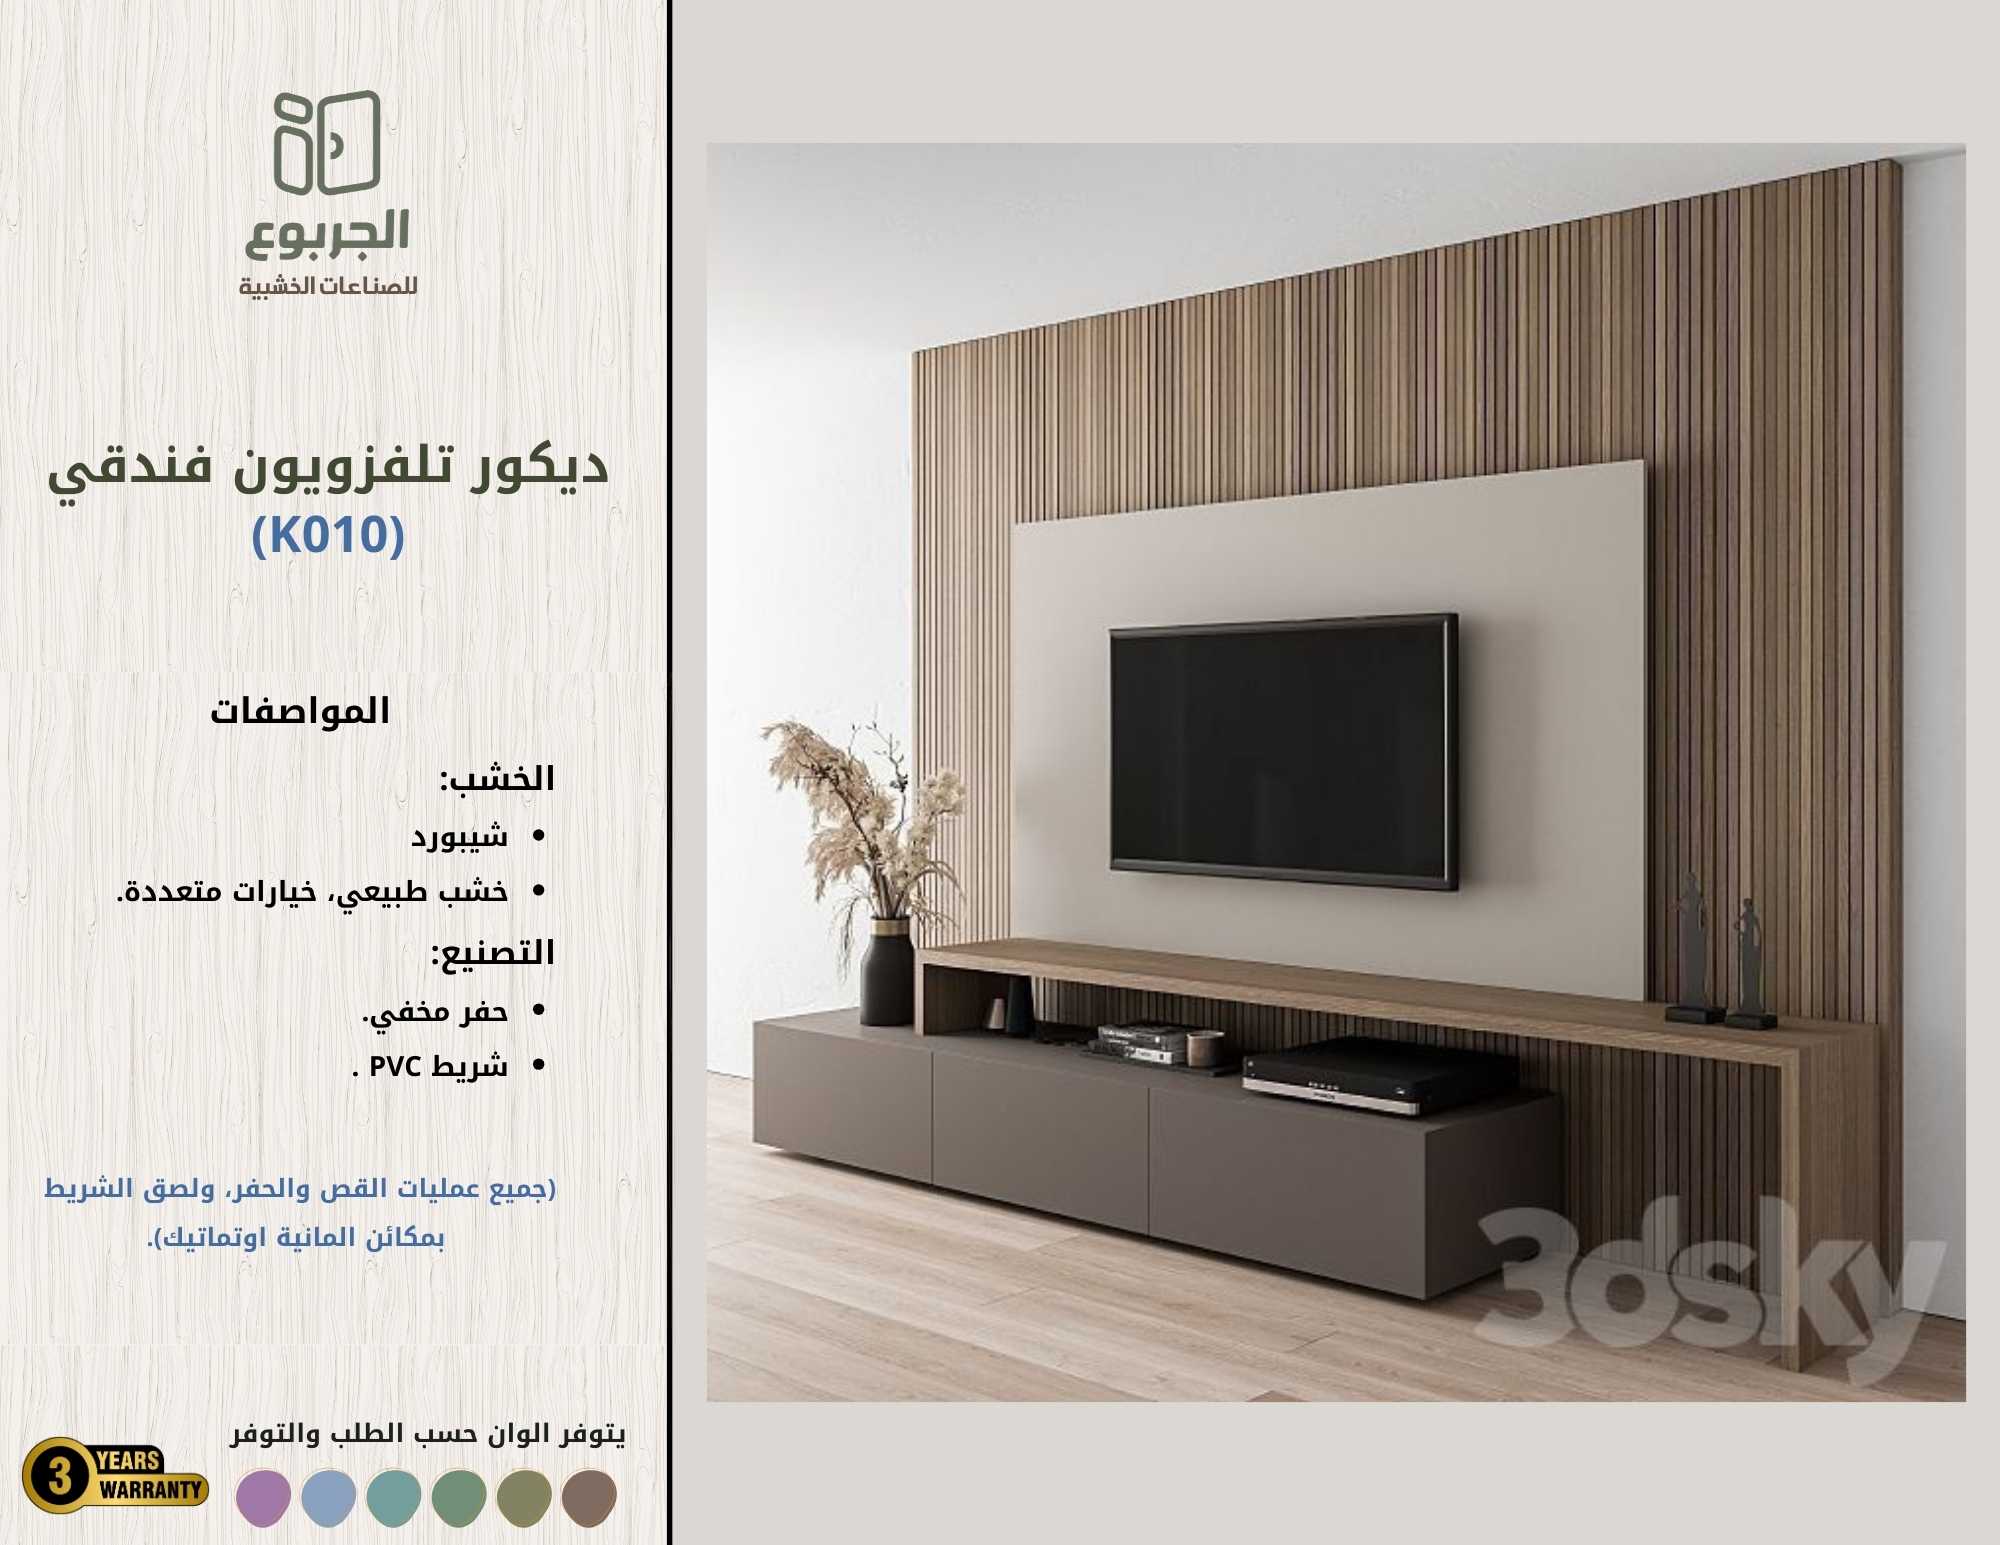 الجربوع
للصناعات الخشبية
ديكور تلفزويون فندقي
(K010)
المواصفات
الخشب:
• شيبورد
• خشب طبيعي، خيارات متعددة.
التصنيع:
• حفر مخفي.
• شريط PVC .
(جميع عمليات القص والحفر، ولصق الشريط
بمكائن المانية اوتماتيك).
يتوفر الوان حسب الطلب والتوفر
3 YEARS
WARRANTY
3dsky